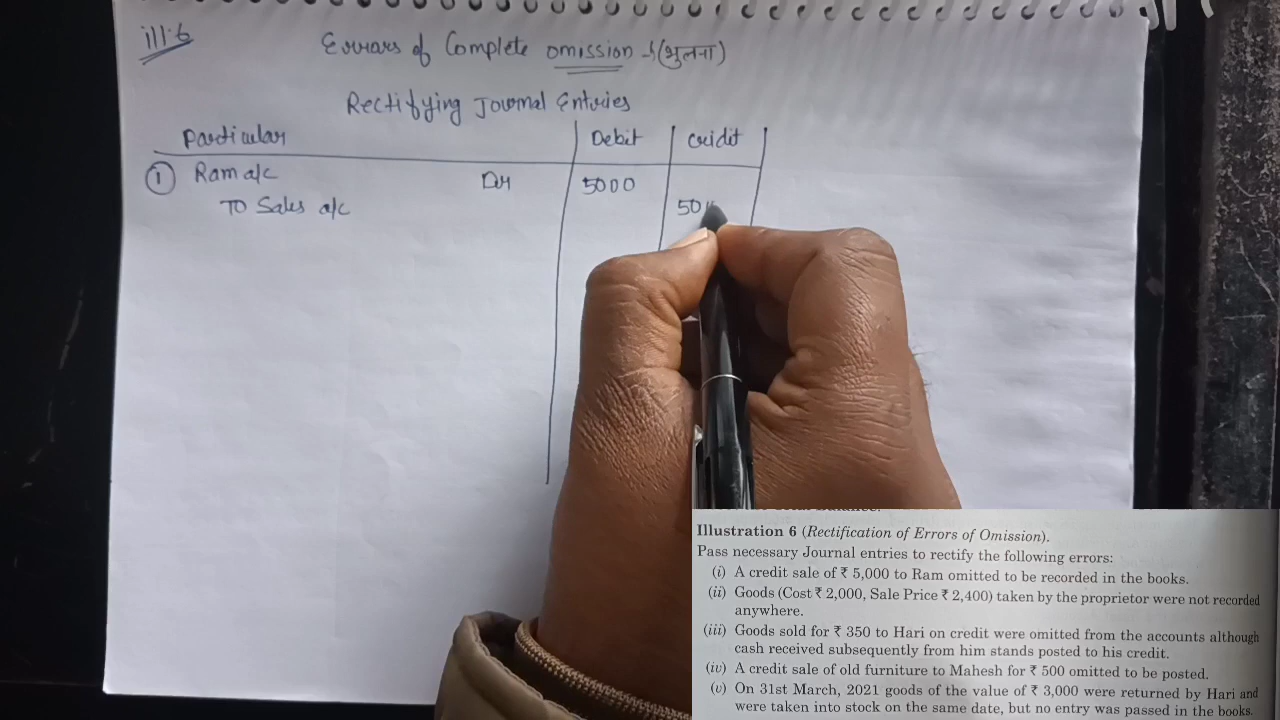 ill.6
Errors of Complete omission → (भुलना)
Rectifying Journal Entries
Particular Debit Cridit
① Ram a/c Dr 5000
To Sales a/c 50
Illustration 6 (Rectification of Errors of Omission).
Pass necessary Journal entries to rectify the following errors:
(i) A credit sale of ₹ 5,000 to Ram omitted to be recorded in the books.
(ii) Goods (Cost ₹ 2,000, Sale Price ₹ 2,400) taken by the proprietor were not recorded
anywhere.
(iii) Goods sold for ₹ 350 to Hari on credit were omitted from the accounts although
cash received subsequently from him stands posted to his credit.
(iv) A credit sale of old furniture to Mahesh for ₹ 500 omitted to be posted.
(v) On 31st March, 2021 goods of the value of ₹ 3,000 were returned by Hari and
were taken into stock on the same date, but no entry was passed in the books.